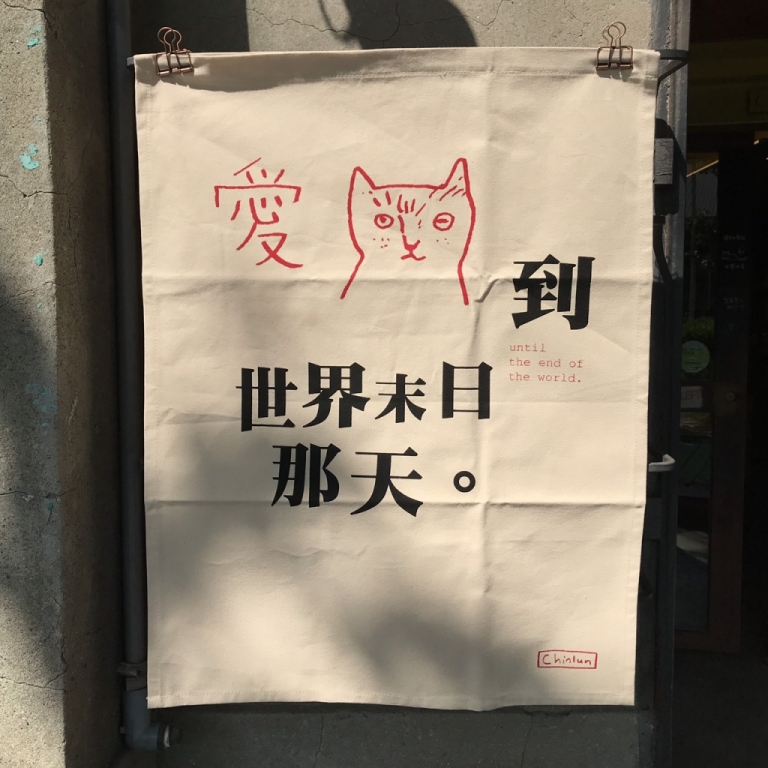 愛 到
until
the end of
the world.
世界末日
那天。
Chinlun